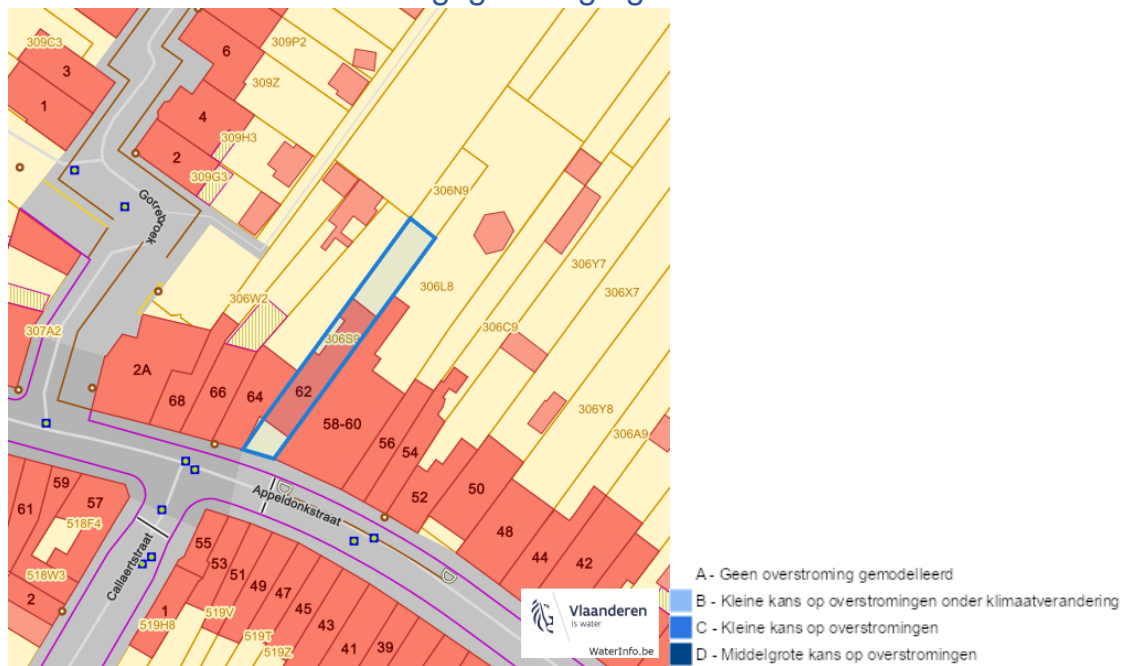 309C3
3
1
6
309P2
309Z
4
309H3
2
309G3
Gotrebroek
306N9
306L8
306Y7
306X7
306W2
306S9
306C9
307A2
2A
68
66
64
62
58-60
56
54
52
50
48
44
42
306Y8
306A9
Appeldonkstraat
61
59
57
518F4
518W3
2
Callaertstraat
55
53
51
49
47
45
43
41
39
1
519H8
519V
519T
519Z
Vlaanderen
is water
WaterInfo.be
A - Geen overstroming gemodelleerd
B - Kleine kans op overstromingen onder klimaatverandering
C - Kleine kans op overstromingen
D - Middelgrote kans op overstromingen